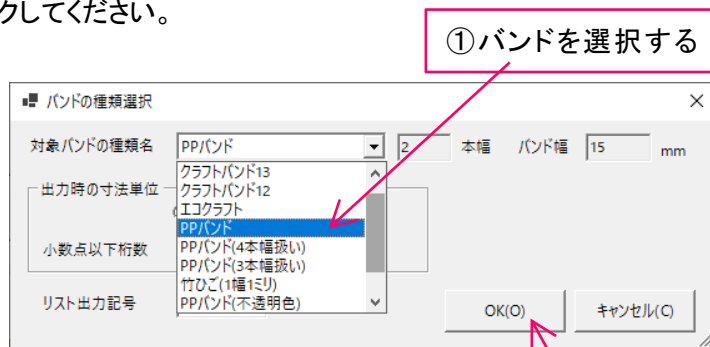 クしてください。
①バンドを選択する
バンドの種類選択
対象バンドの種類名 PPバンド 2 本幅 バンド幅 15 mm
クラフトバンド13
出力時の寸法単位
クラフトバンド12
エコクラフト
PPバンド
小数点以下桁数
PPバンド(4本幅扱い)
PPバンド(3本幅扱い)
竹ひご(1幅1ミリ)
リスト出力記号
PPバンド(不透明色)
OK(O) キャンセル(C)